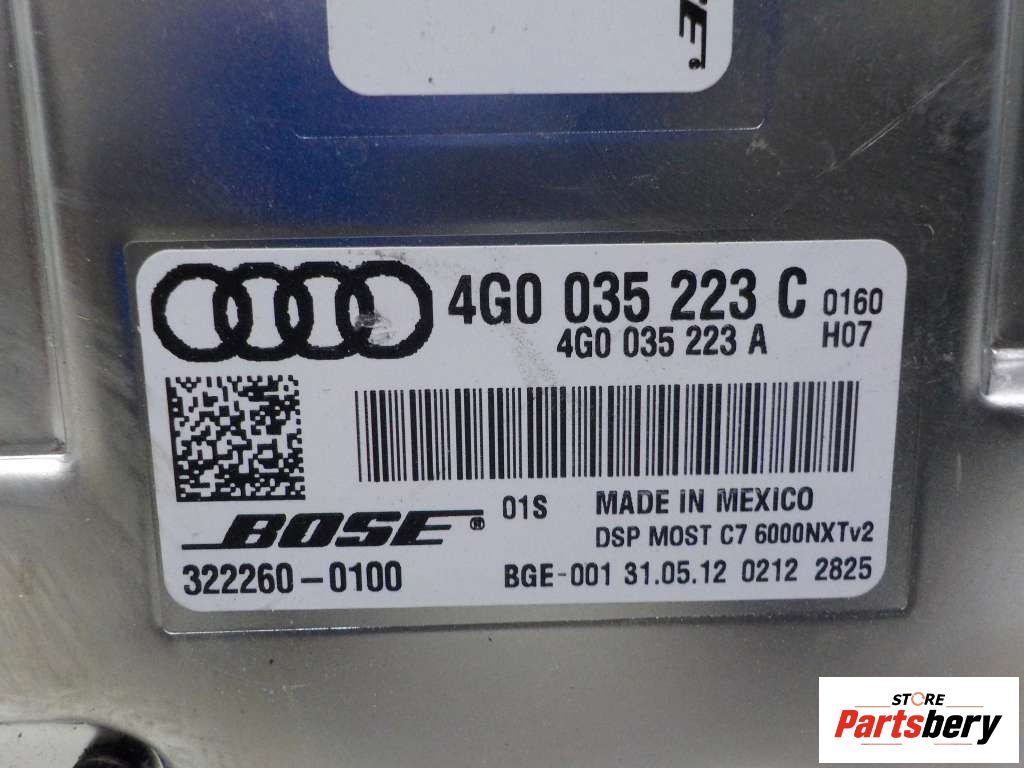 4G0 035 223 C 0160
4G0 035 223 A H07
BOSE® 01S MADE IN MEXICO
DSP MOST C7 6000NXTv2
322260-0100 BGE-001 31.05.12 0212 2825
STORE
Partsbery